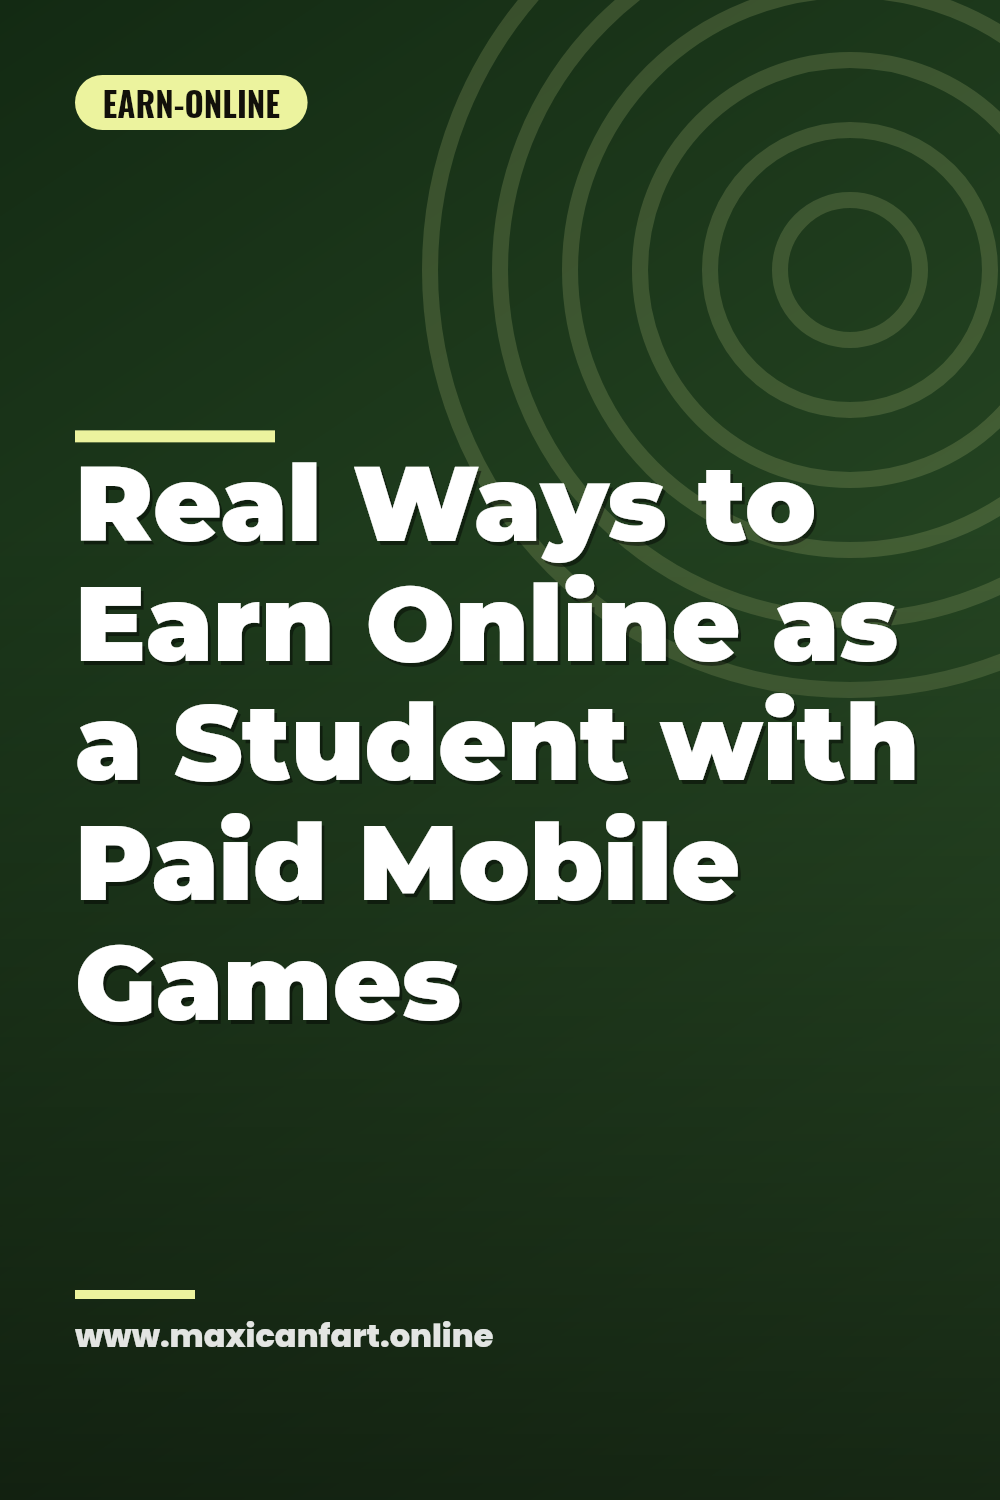 EARN-ONLINE
Real Ways to
Earn Online as
a Student with
Paid Mobile
Games
www.maxicanfart.online